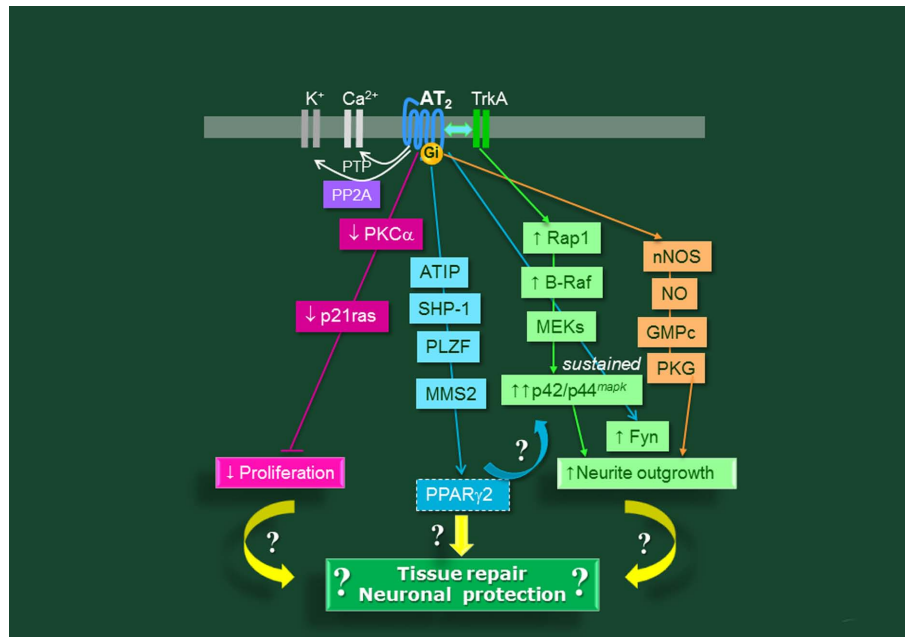 K⁺
Ca²⁺
AT₂
TrkA
Gi
PTP
PP2A
↓ PKCα
↓ p21ras
ATIP
SHP-1
PLZF
MMS2
↑ Rap1
↑ B-Raf
MEKs
sustained
↑↑p42/p44ᵐᵃᵖᵏ
nNOS
NO
GMPc
PKG
↑ Fyn
↓ Proliferation
?
↑Neurite outgrowth
PPARγ2
?
?
?
? Tissue repair ?
Neuronal protection